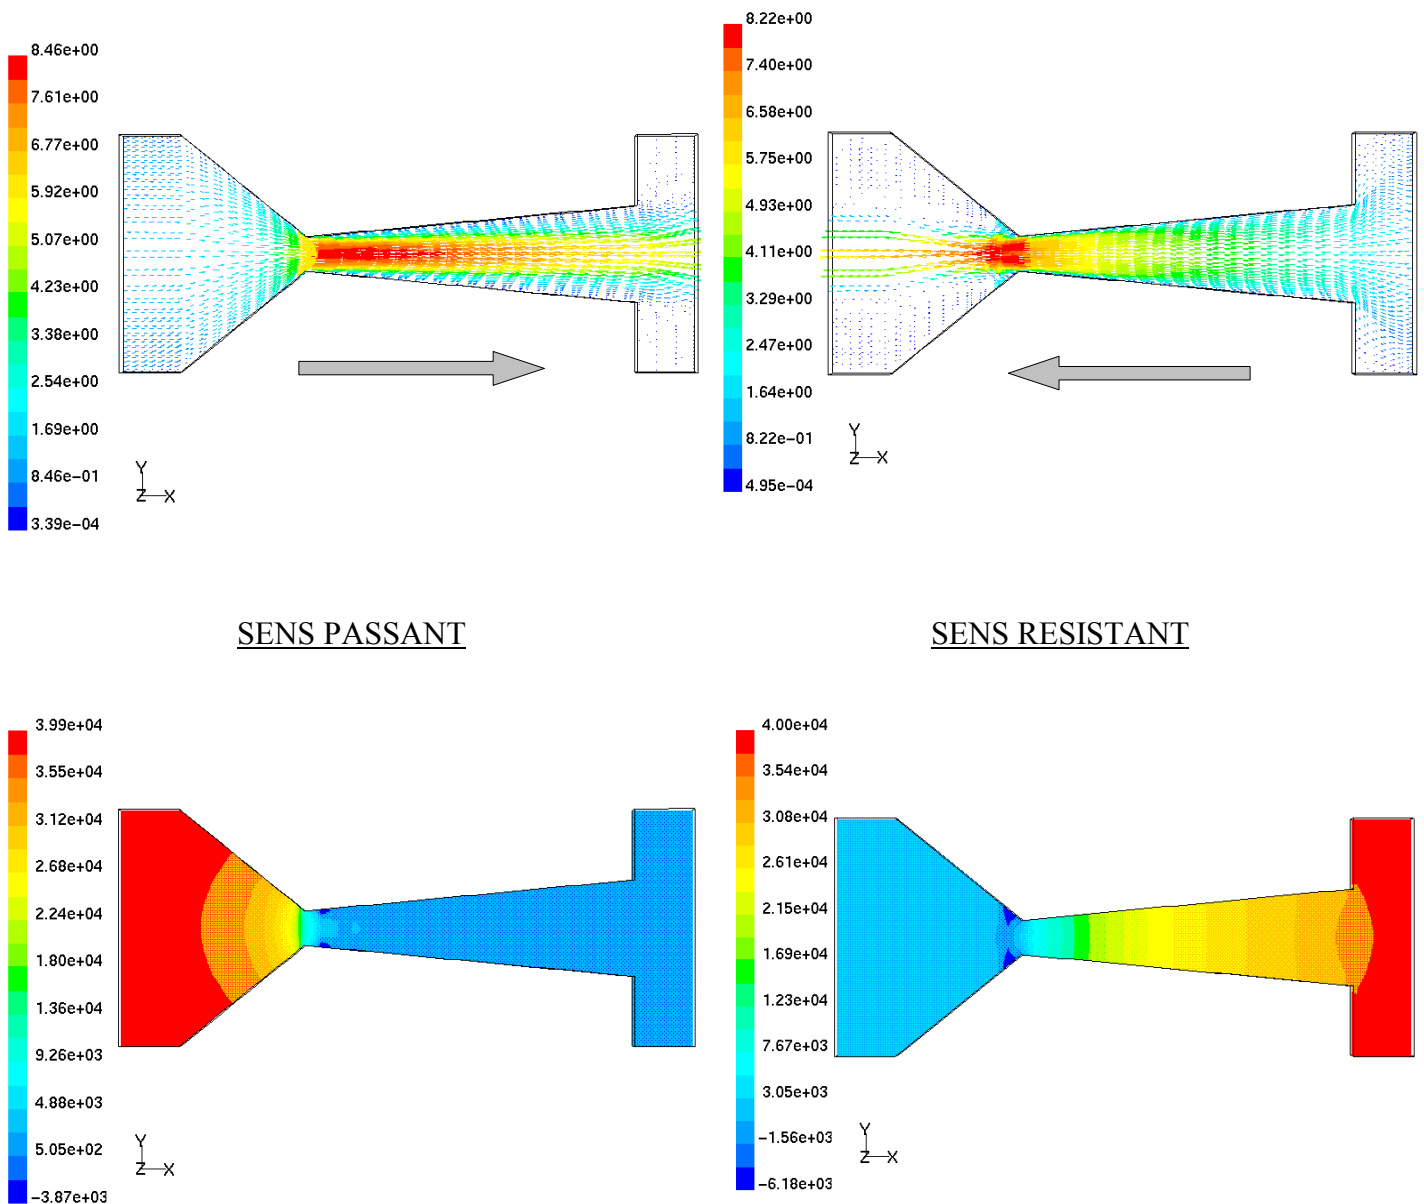 8.46e+00
7.61e+00
6.77e+00
5.92e+00
5.07e+00
4.23e+00
3.38e+00
2.54e+00
1.69e+00
8.46e-01
3.39e-04
Y
Z X
8.22e+00
7.40e+00
6.58e+00
5.75e+00
4.93e+00
4.11e+00
3.29e+00
2.47e+00
1.64e+00
8.22e-01
4.95e-04
Y
Z X
SENS PASSANT
SENS RESISTANT
3.99e+04
3.55e+04
3.12e+04
2.68e+04
2.24e+04
1.80e+04
1.36e+04
9.26e+03
4.88e+03
5.05e+02
-3.87e+03
Y
Z X
4.00e+04
3.54e+04
3.08e+04
2.61e+04
2.15e+04
1.69e+04
1.23e+04
7.67e+03
3.05e+03
-1.56e+03
-6.18e+03
Y
Z X